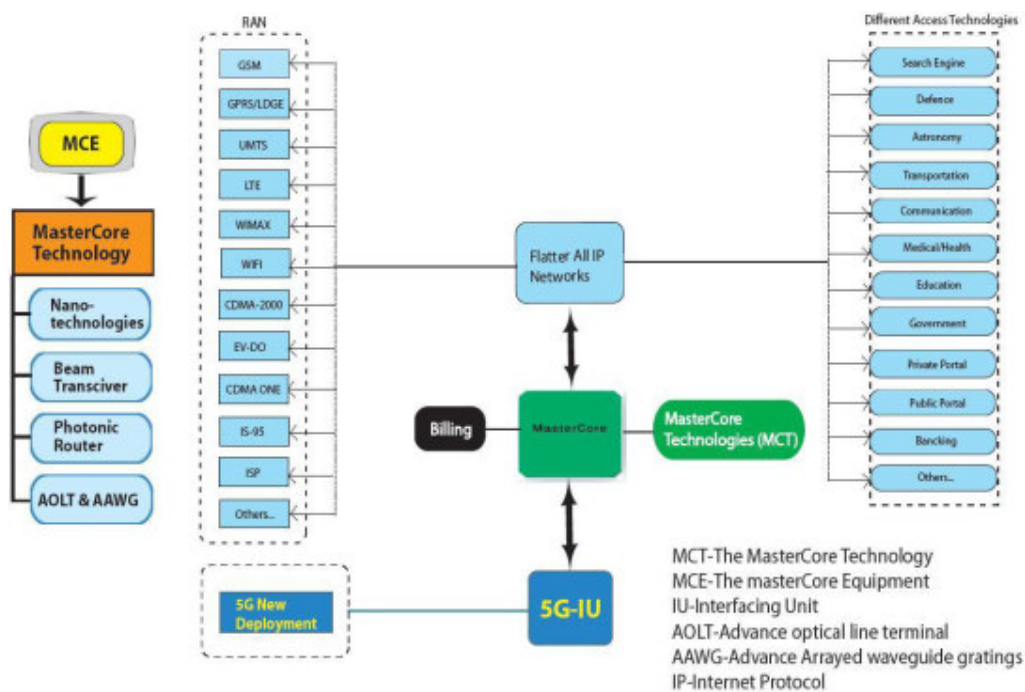 RAN
GSM
GPRS/LDGE
UMTS
LTE
WIMAX
WIFI
CDMA-2000
EV-DO
CDMA ONE
IS-95
ISP
Others...
MCE
MasterCore
Technology
Nano-
technologies
Beam
Transciver
Photonic
Router
AOLT & AAWG
Flatter All IP
Networks
Billing
MasterCore
MasterCore
Technologies (MCT)
5G New
Deployment
5G-IU
Different Access Technologies
Search Engine
Defence
Astronomy
Transportation
Communication
Medical/Health
Education
Government
Private Portal
Public Portal
Bancking
Others...
MCT-The MasterCore Technology
MCE-The masterCore Equipment
IU-Interfacing Unit
AOLT-Advance optical line terminal
AAWG-Advance Arrayed waveguide gratings
IP-Internet Protocol